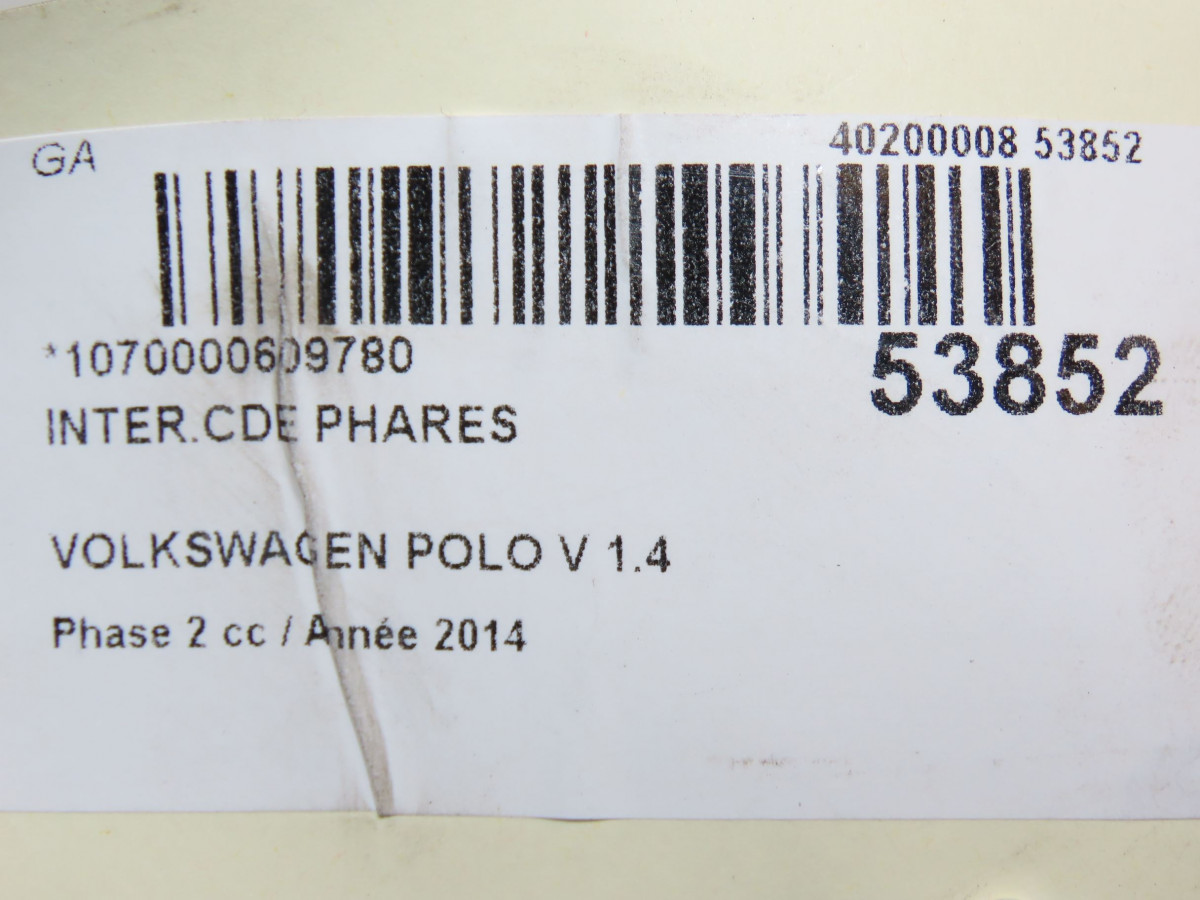 GA
40200008 53852
*1070000609780
53852
INTER.CDE PHARES
VOLKSWAGEN POLO V 1.4
Phase 2 cc / Année 2014